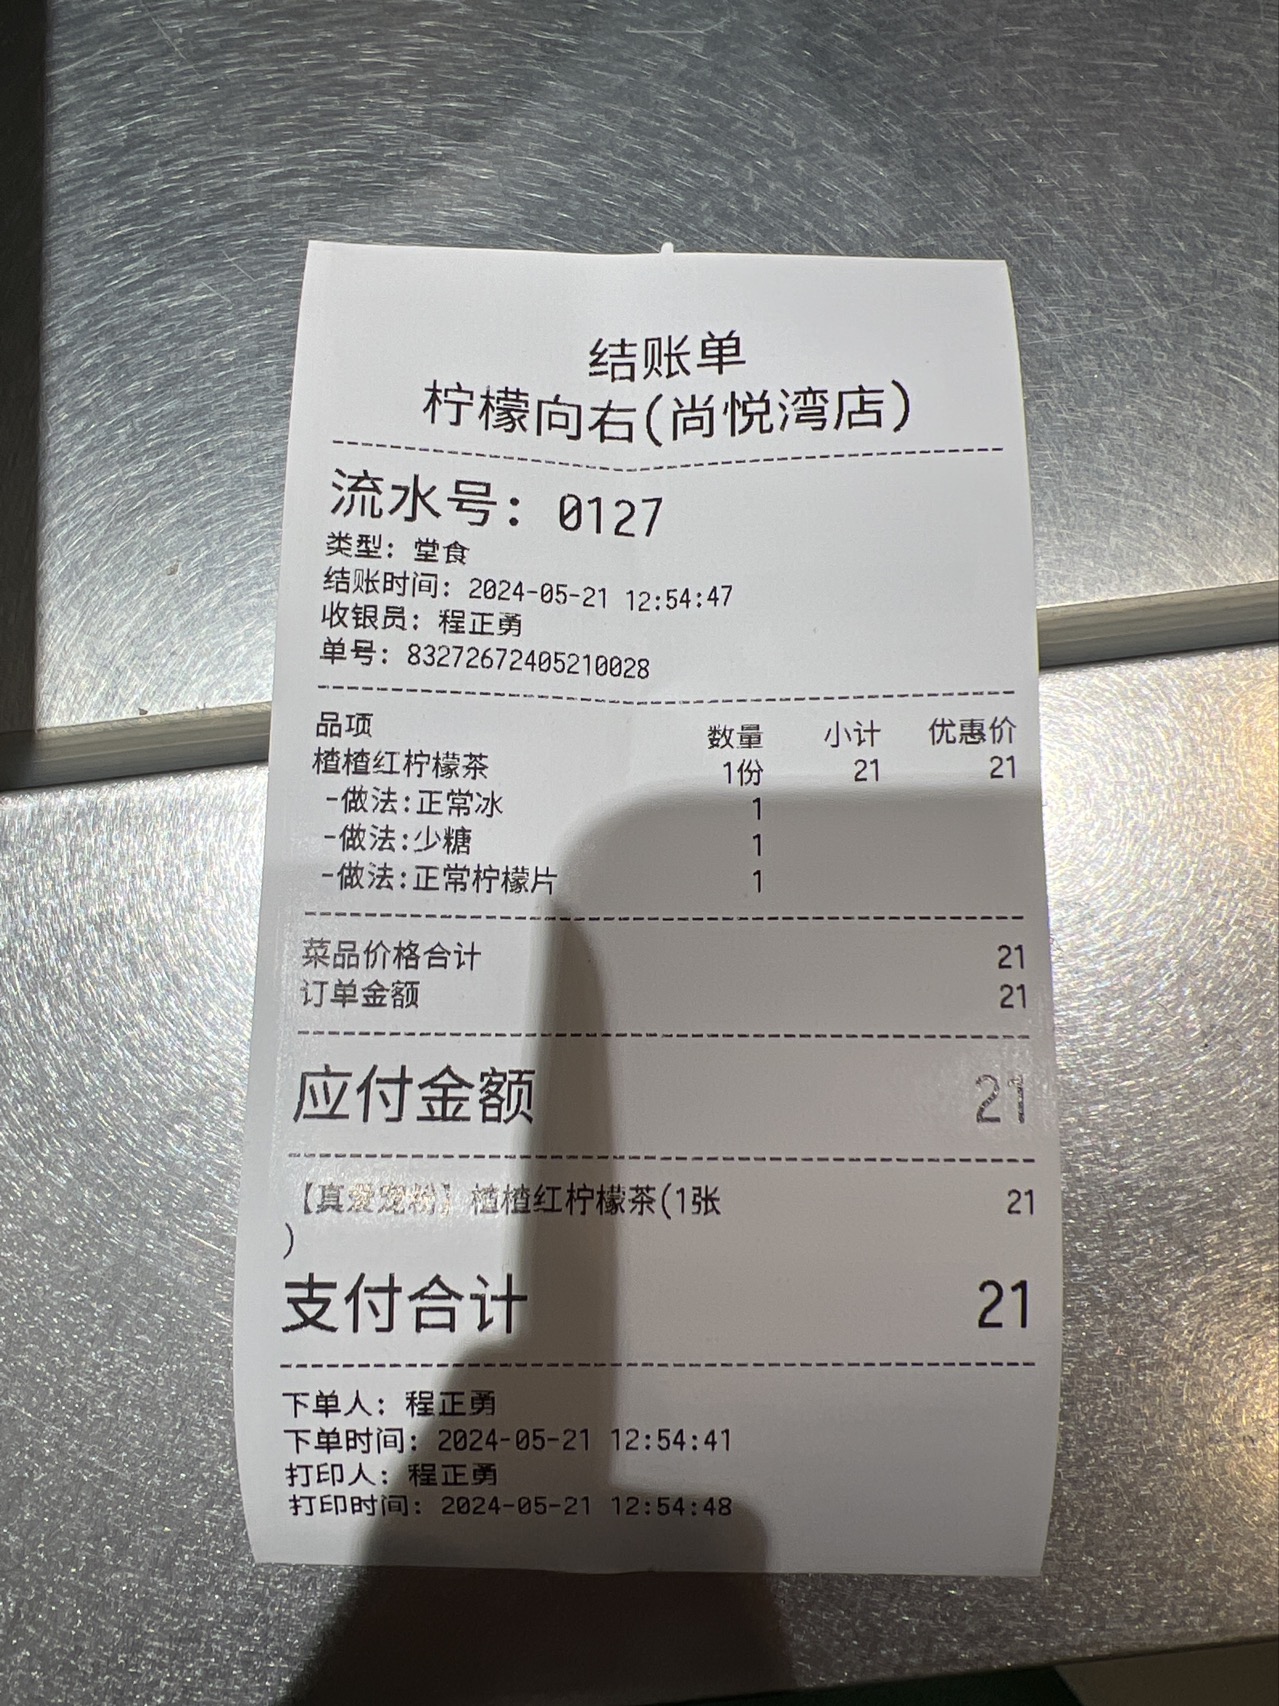 结账单
柠檬向右(尚悦湾店)
流水号: 0127
类型: 堂食
结账时间: 2024-05-21 12:54:47
收银员: 程正勇
单号: 83272672405210028
品项 数量 小计 优惠价
楂楂红柠檬茶 1份 21 21
-做法:正常冰 1
-做法:少糖 1
-做法:正常柠檬片 1
菜品价格合计 21
订单金额 21
应付金额 21
【真爱宠粉】楂楂红柠檬茶(1张 21
)
支付合计 21
下单人: 程正勇
下单时间: 2024-05-21 12:54:41
打印人: 程正勇
打印时间: 2024-05-21 12:54:48